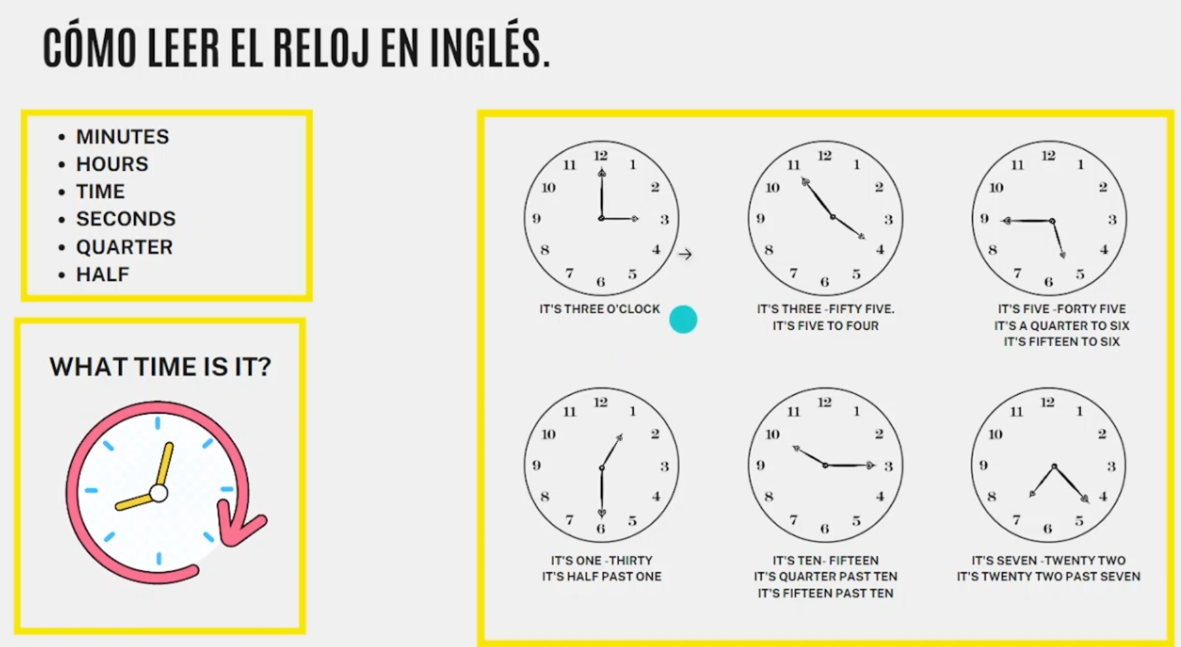 CÓMO LEER EL RELOJ EN INGLÉS.
• MINUTES
• HOURS
• TIME
• SECONDS
• QUARTER
• HALF
WHAT TIME IS IT?
12
11 1
10 2
9 3
8 4
7 5
6
IT'S THREE O'CLOCK
12
11 1
10 2
9 3
8 4
7 5
6
IT'S THREE -FIFTY FIVE.
IT'S FIVE TO FOUR
12
11 1
10 2
9 3
8 4
7 5
6
IT'S FIVE -FORTY FIVE
IT'S A QUARTER TO SIX
IT'S FIFTEEN TO SIX
12
11 1
10 2
9 3
8 4
7 5
6
IT'S ONE -THIRTY
IT'S HALF PAST ONE
12
11 1
10 2
9 3
8 4
7 5
6
IT'S TEN- FIFTEEN
IT'S QUARTER PAST TEN
IT'S FIFTEEN PAST TEN
12
11 1
10 2
9 3
8 4
7 5
6
IT'S SEVEN -TWENTY TWO
IT'S TWENTY TWO PAST SEVEN